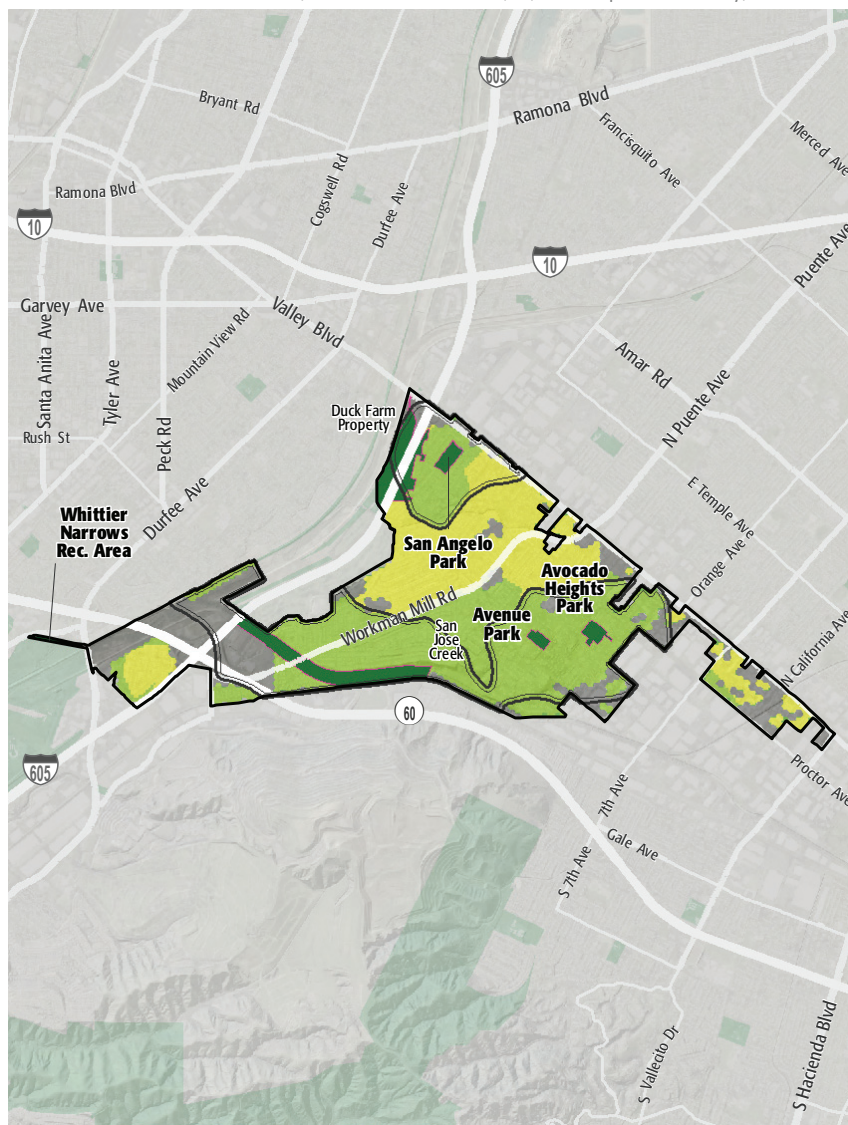 605
Bryant Rd
Ramona Blvd
Francisquito Ave
Merced Ave
Cogswell Rd
Durfee Ave
Ramona Blvd
10
10
Puente Ave
Garvey Ave
Valley Blvd
Mountain View Rd
Santa Anita Ave
Tyler Ave
Amar Rd
N Puente Ave
Duck Farm
Property
Rush St
Peck Rd
Durfee Ave
E Temple Ave
Whittier
Narrows
Rec. Area
San Angelo
Park
Orange Ave
Avocado
Heights
Park
Workman Mill Rd
Avenue
Park
San
Jose
Creek
N California Ave
60
605
Proctor Ave
7th Ave
Gale Ave
S 7th Ave
S Vallecito Dr
S Hacienda Blvd